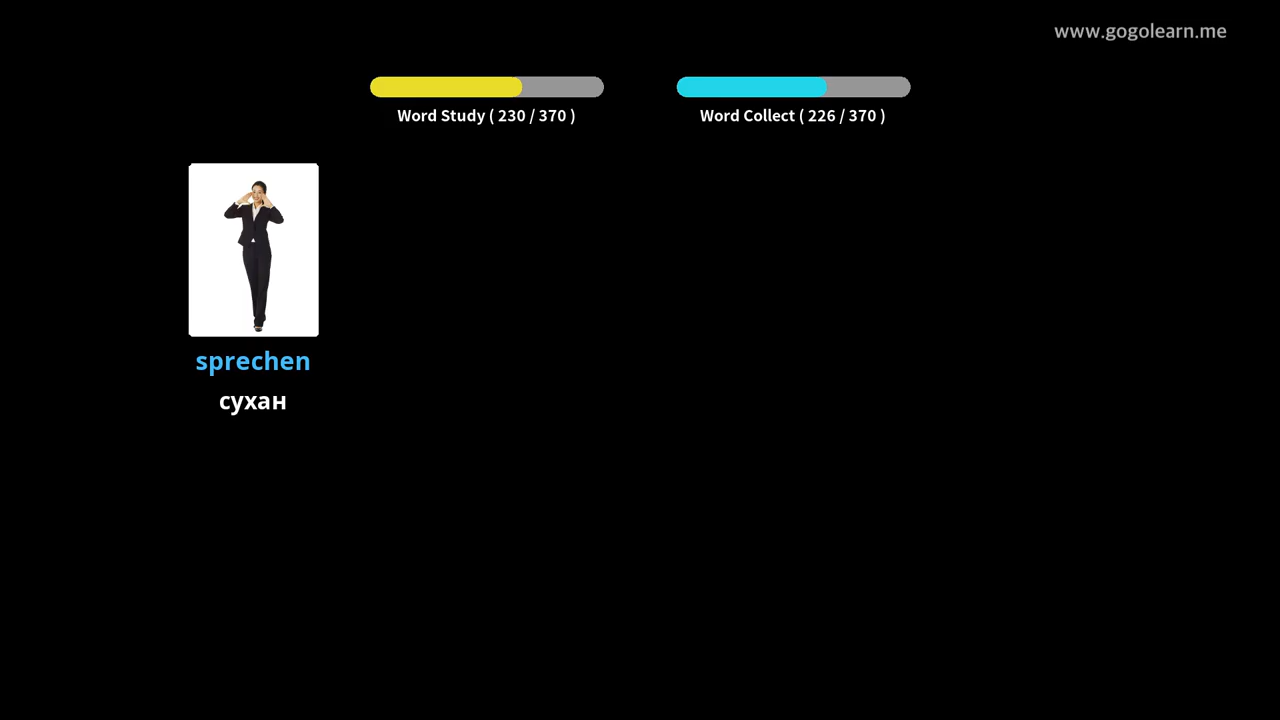 www.gogolearn.me
Word Study ( 230 / 370 )
Word Collect ( 226 / 370 )
sprechen
сухан